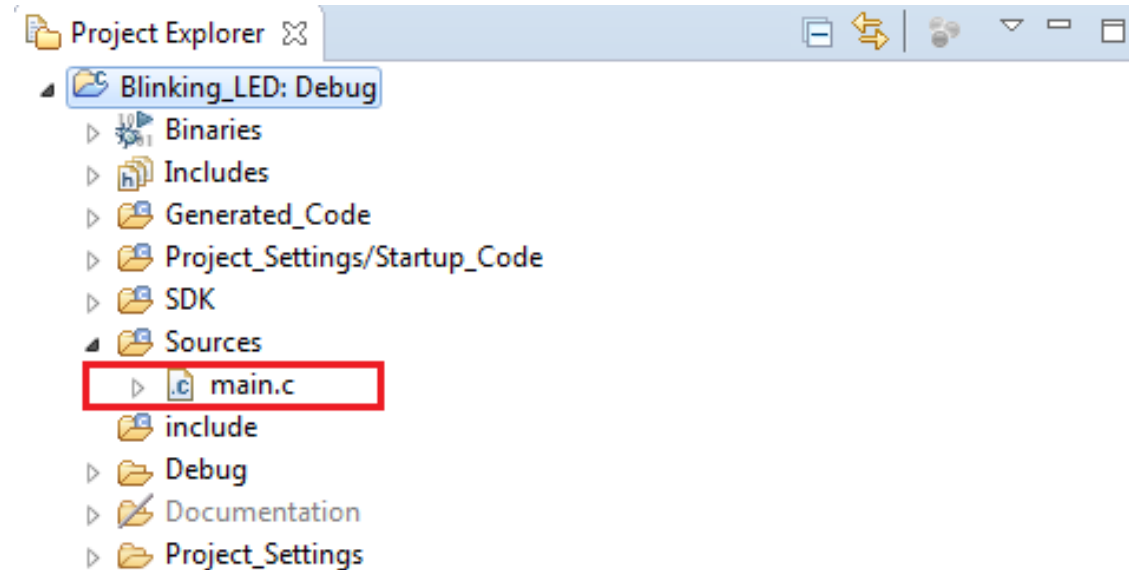 Project Explorer
Blinking_LED: Debug
Binaries
Includes
Generated_Code
Project_Settings/Startup_Code
SDK
Sources
main.c
include
Debug
Documentation
Project_Settings